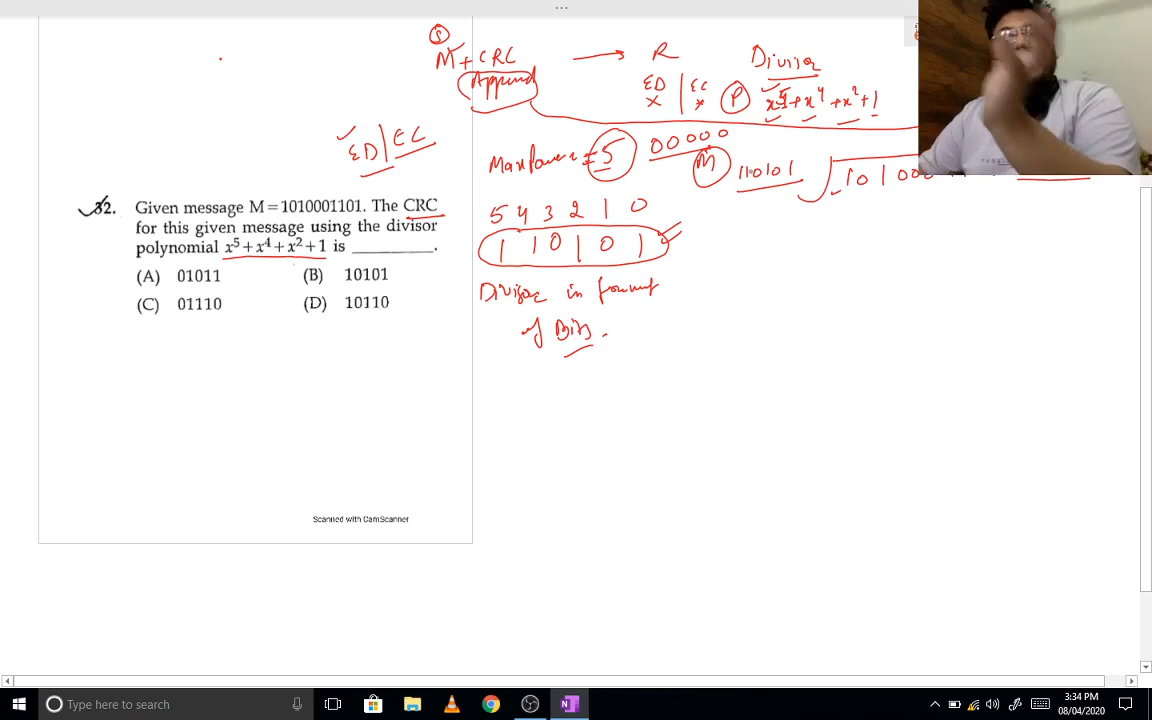 ...
(S)
M + CRC → R
Append
Divisor
ED | EC
× | ×
(P) x5 + x4 + x2 + 1
ED | EC
Max Power = 5 00000
(M) 110101 ) 101000
32. Given message M = 1010001101. The CRC
for this given message using the divisor
polynomial x⁵ + x⁴ + x² + 1 is __________.
(A) 01011 (B) 10101
(C) 01110 (D) 10110
5 4 3 2 1 0
1 1 0 1 0 1
Divisor in format
of Bits.
Scanned with CamScanner
Type here to search
3:34 PM
08/04/2020